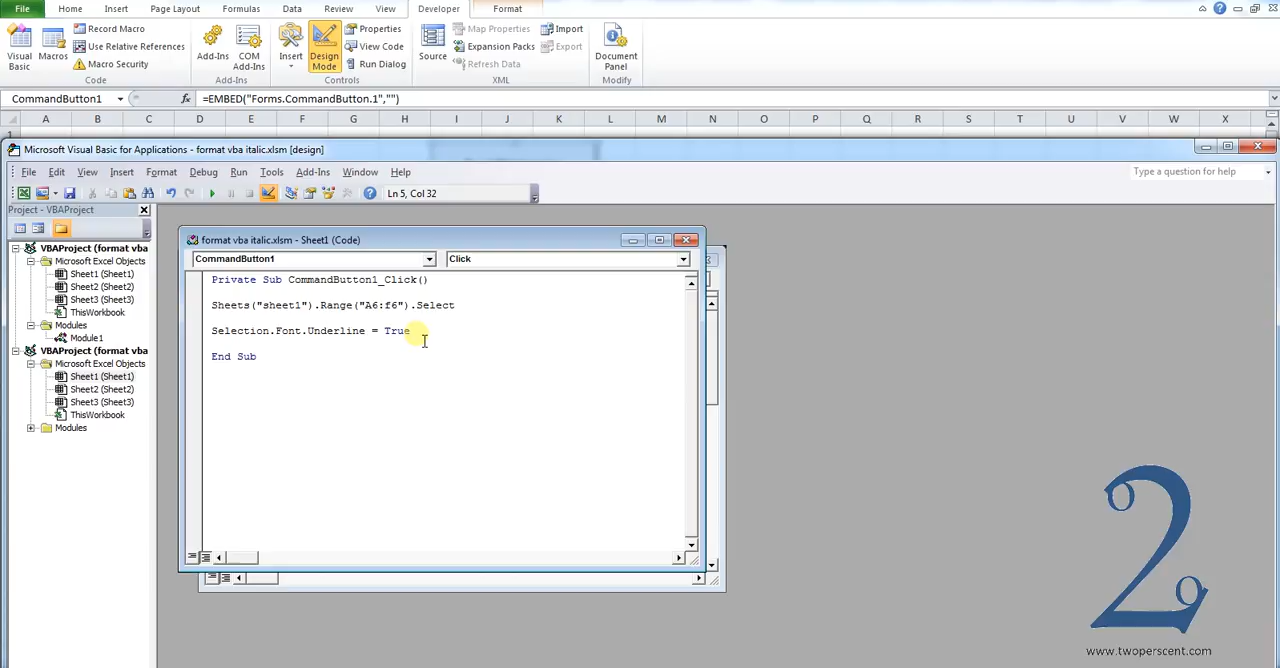 File Home Insert Page Layout Formulas Data Review View Developer Format
Visual Basic
Macros
Record Macro
Use Relative References
Macro Security
Code
Add-Ins
COM Add-Ins
Add-Ins
Insert
Design Mode
Properties
View Code
Run Dialog
Controls
Source
Map Properties
Expansion Packs
Refresh Data
Import
Export
XML
Document Panel
Modify
CommandButton1 fx =EMBED("Forms.CommandButton.1","")
A B C D E F G H I J K L M N O P Q R S T U V W X
1
Microsoft Visual Basic for Applications - format vba italic.xlsm [design]
File Edit View Insert Format Debug Run Tools Add-Ins Window Help
Type a question for help
Ln 5, Col 32
Project - VBAProject
VBAProject (format vba
Microsoft Excel Objects
Sheet1 (Sheet1)
Sheet2 (Sheet2)
Sheet3 (Sheet3)
ThisWorkbook
Modules
Module1
VBAProject (format vba
Microsoft Excel Objects
Sheet1 (Sheet1)
Sheet2 (Sheet2)
Sheet3 (Sheet3)
ThisWorkbook
Modules
format vba italic.xlsm - Sheet1 (Code)
CommandButton1 Click
Private Sub CommandButton1_Click()
Sheets("sheet1").Range("A6:f6").Select
Selection.Font.Underline = True
End Sub
2
www.twoperscent.com